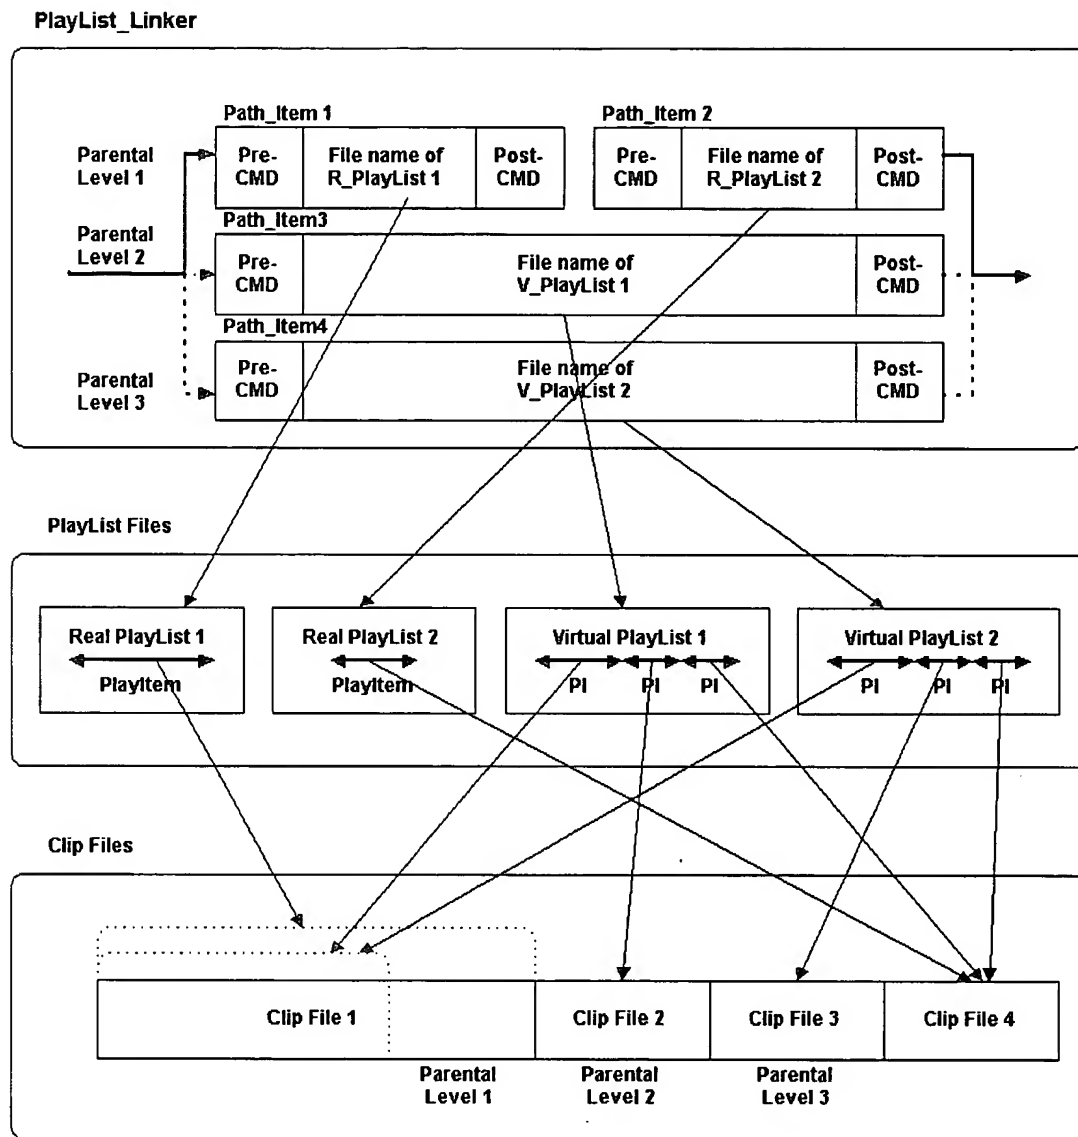 PlayList_Linker
Path_Item 1
Path_Item 2
Parental
Level 1
Pre-
CMD
File name of
R_PlayList 1
Post-
CMD
Pre-
CMD
File name of
R_PlayList 2
Post-
CMD
Path_Item3
Parental
Level 2
Pre-
CMD
File name of
V_PlayList 1
Post-
CMD
Path_Item4
Parental
Level 3
Pre-
CMD
File name of
V_PlayList 2
Post-
CMD
PlayList Files
Real PlayList 1
PlayItem
Real PlayList 2
PlayItem
Virtual PlayList 1
PI
PI
PI
Virtual PlayList 2
PI
PI
PI
Clip Files
Clip File 1
Clip File 2
Clip File 3
Clip File 4
Parental
Level 1
Parental
Level 2
Parental
Level 3